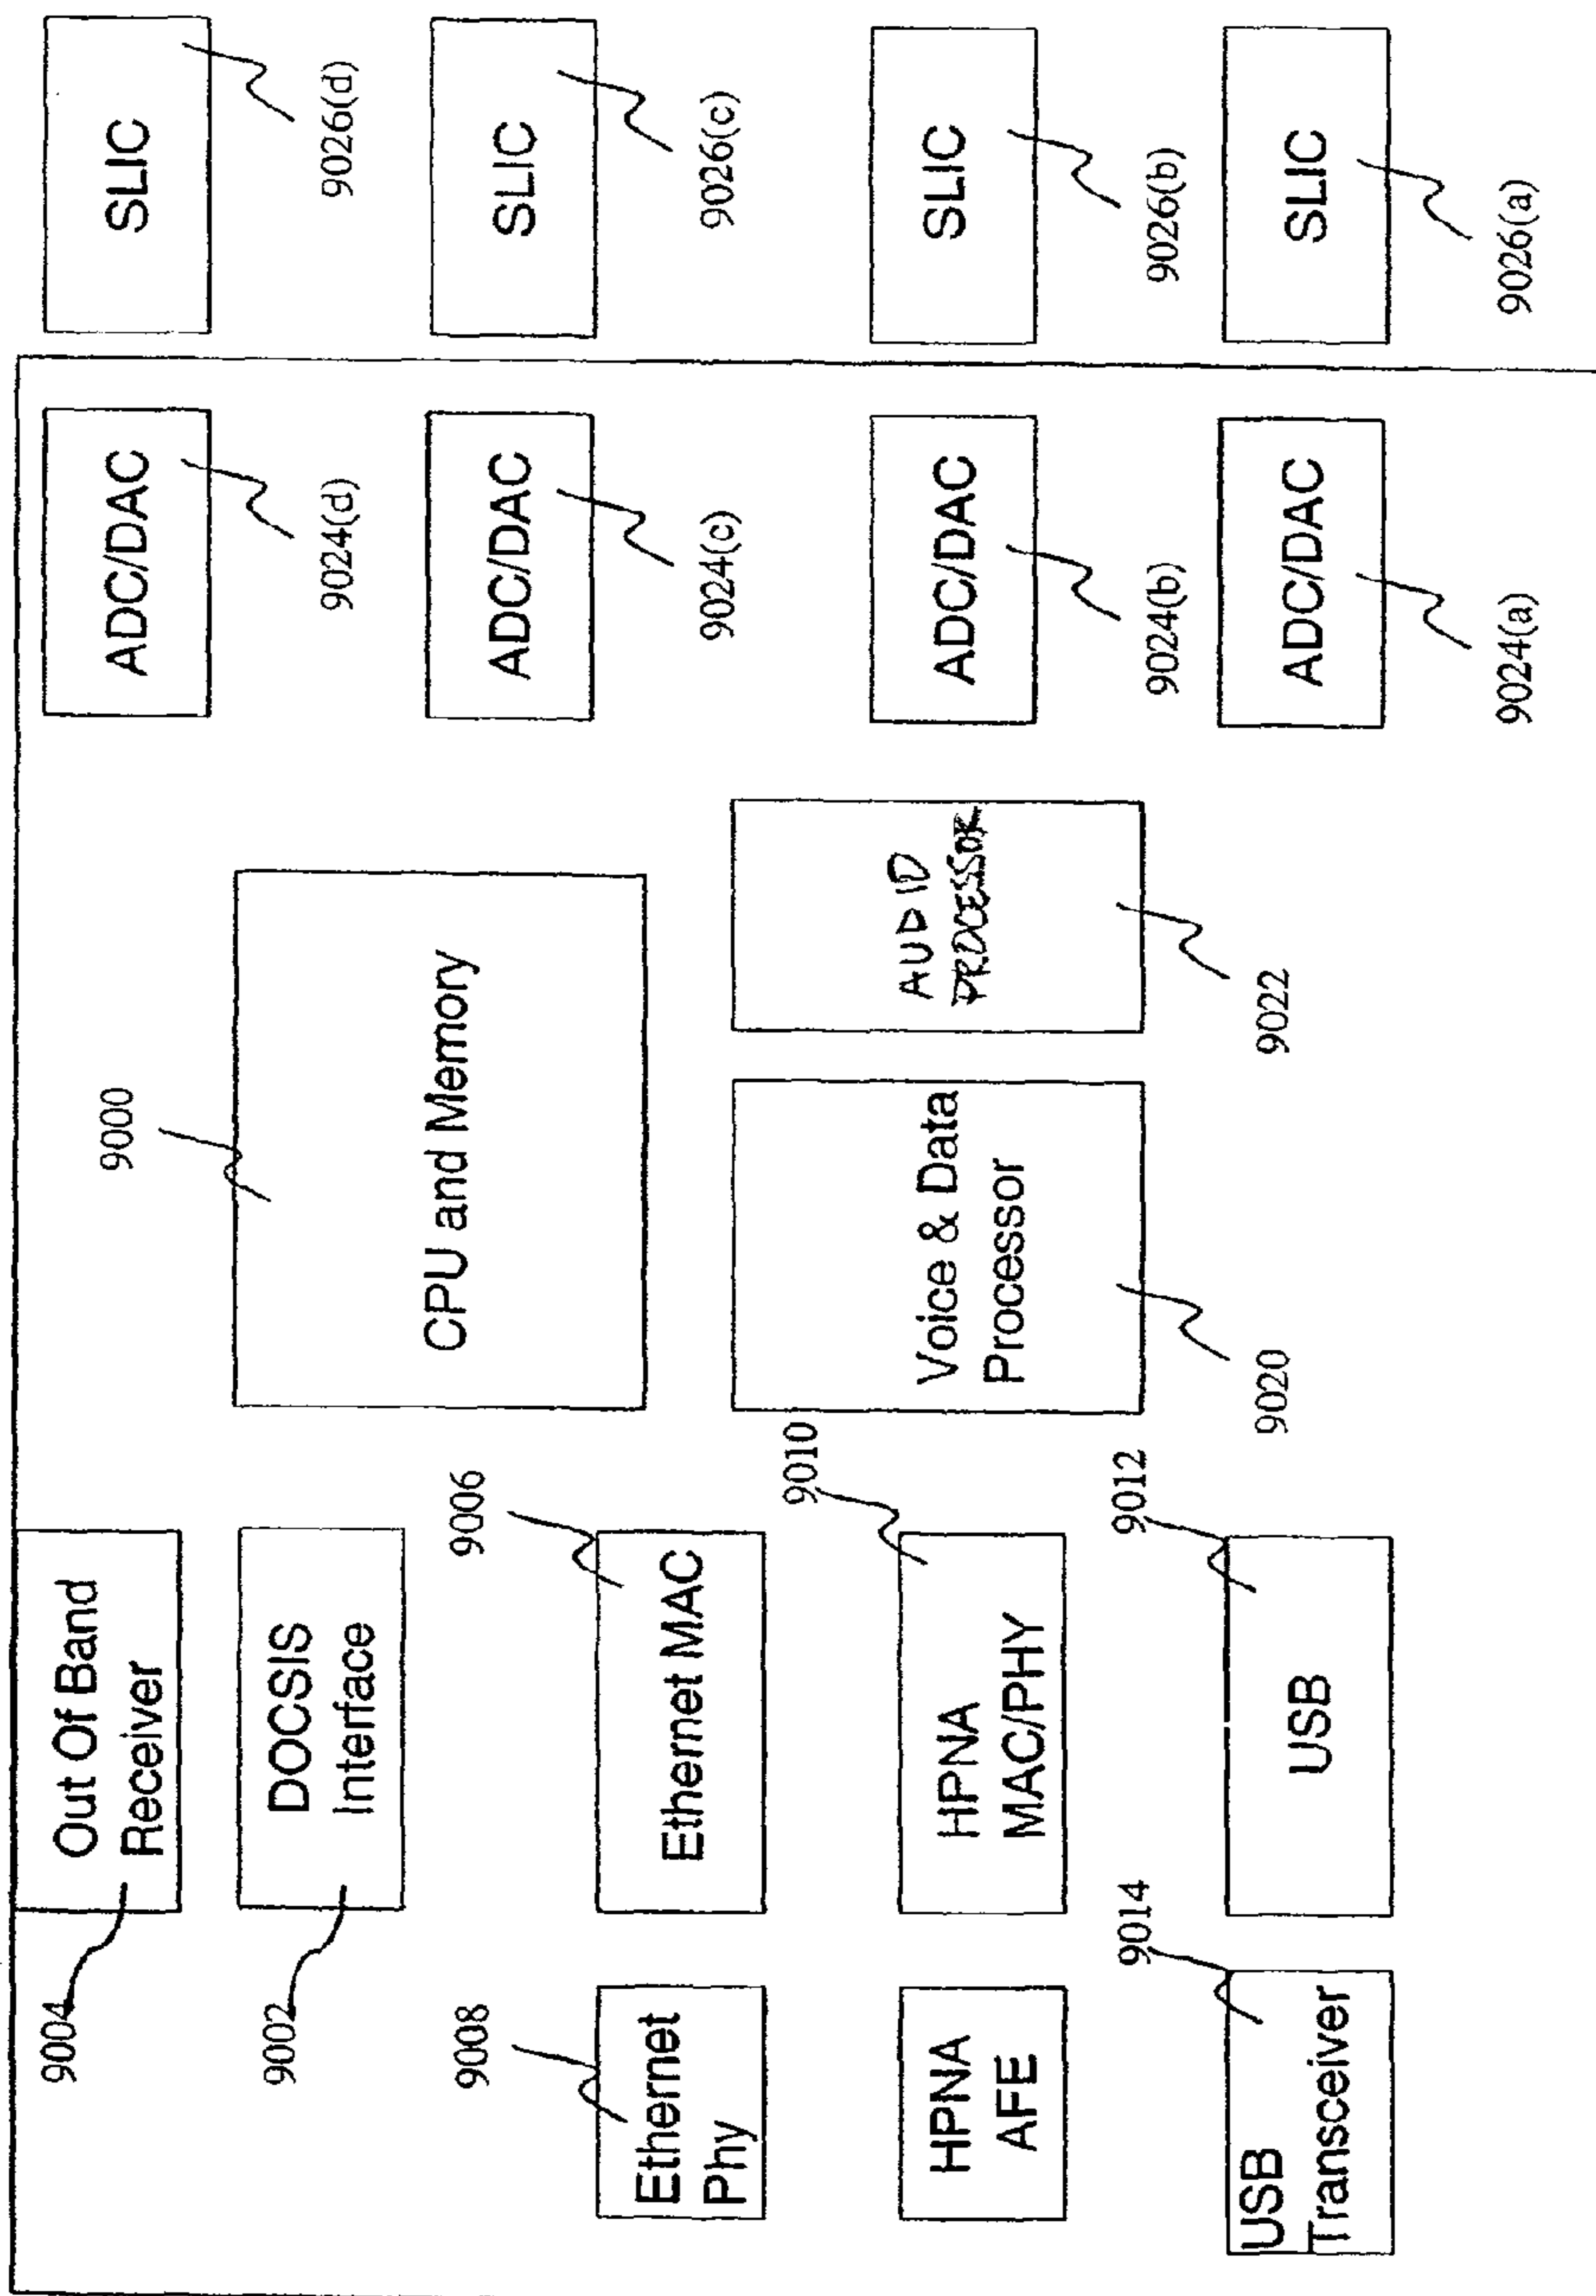 9004
Out Of Band
Receiver
9000
ADC/DAC
SLIC
9002
DOCSIS
Interface
9024(d)
9026(d)
CPU and Memory
9008
9006
ADC/DAC
SLIC
Ethernet
Phy
Ethernet MAC
9024(c)
9026(c)
9010
Voice & Data
Processor
AUDIO
PROCESSOR
ADC/DAC
SLIC
HPNA
AFE
HPNA
MAC/PHY
9014
9012
9024(b)
9026(b)
9020
9022
USB
Transceiver
USB
ADC/DAC
SLIC
9024(a)
9026(a)